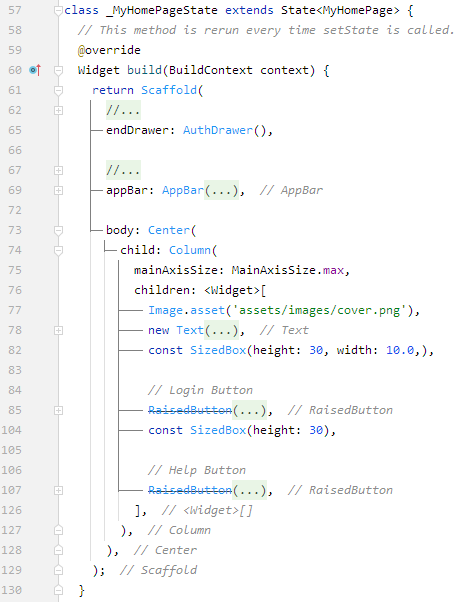 57 class _MyHomePageState extends State<MyHomePage> {
58 // This method is rerun every time setState is called.
59 @override
60 Widget build(BuildContext context) {
61 return Scaffold(
62 //...
65 endDrawer: AuthDrawer(),
66
67 //...
69 appBar: AppBar(...), // AppBar
72
73 body: Center(
74 child: Column(
75 mainAxisSize: MainAxisSize.max,
76 children: <Widget>[
77 Image.asset('assets/images/cover.png'),
78 new Text(...), // Text
82 const SizedBox(height: 30, width: 10.0,),
83
84 // Login Button
85 RaisedButton(...), // RaisedButton
104 const SizedBox(height: 30),
105
106 // Help Button
107 RaisedButton(...), // RaisedButton
126 ], // <Widget>[]
127 ), // Column
128 ), // Center
129 ); // Scaffold
130 }